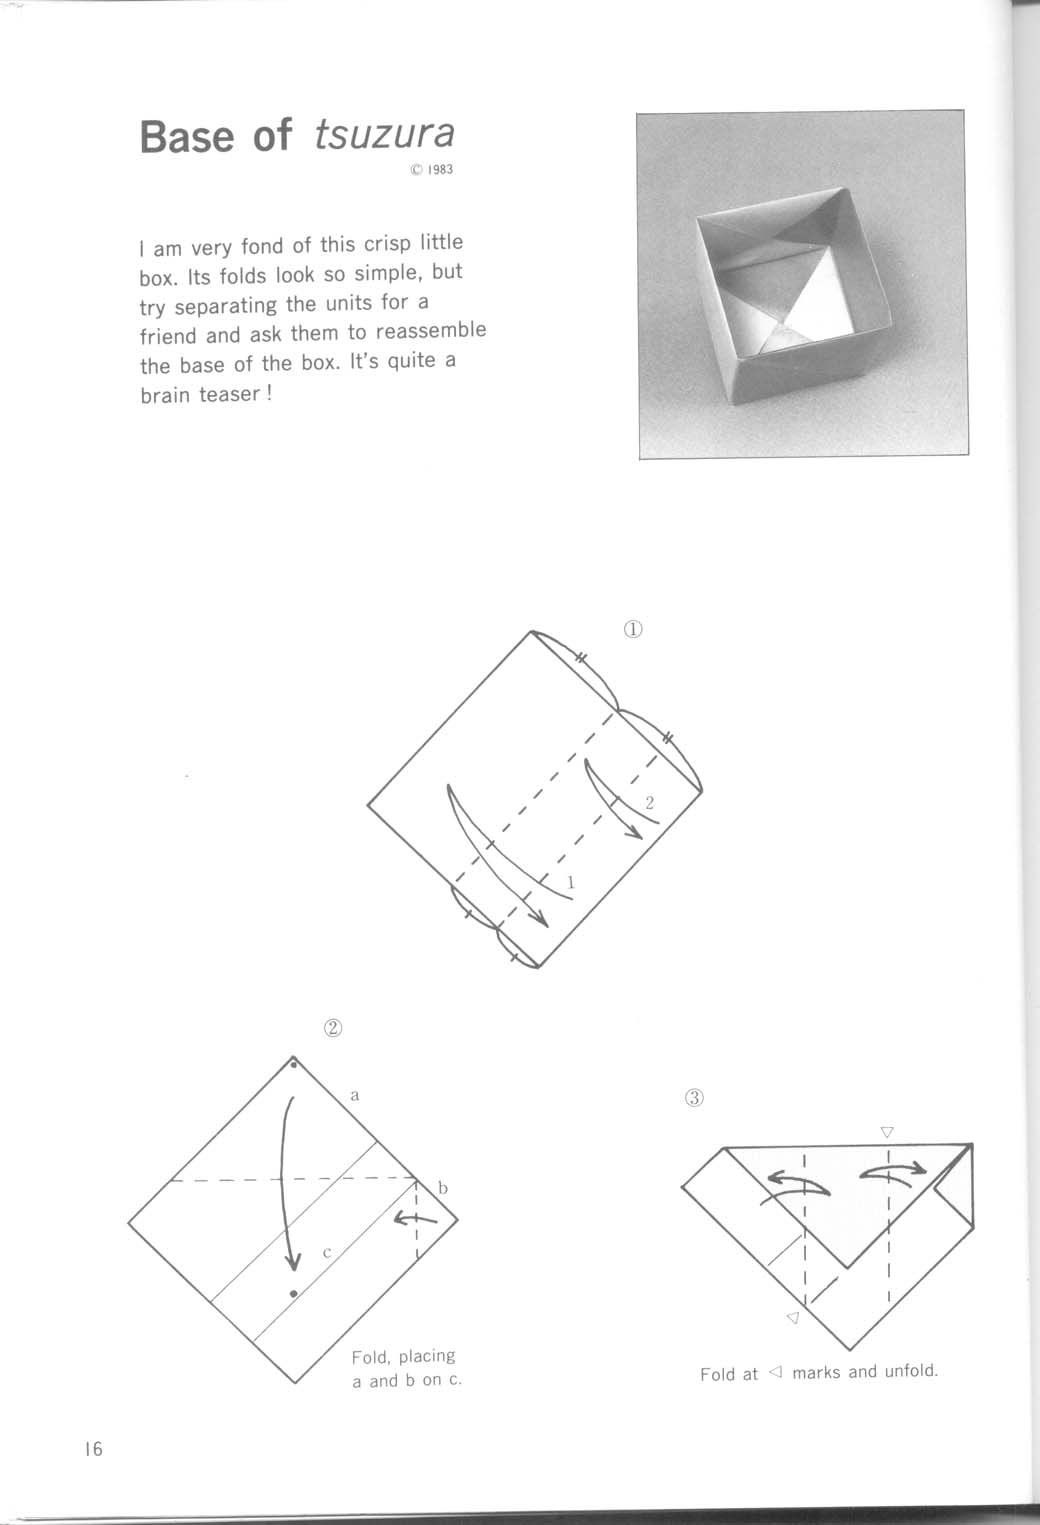 Base of tsuzura
© 1983
I am very fond of this crisp little
box. Its folds look so simple, but
try separating the units for a
friend and ask them to reassemble
the base of the box. It's quite a
brain teaser!
①
2
1
②
a
b
c
Fold, placing
a and b on c.
③
Fold at ◁ marks and unfold.
16